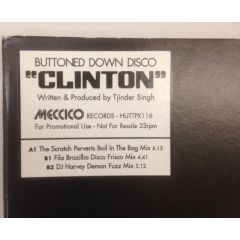 BUTTONED DOWN DISCO
"CLINTON"
Written & Produced by Tjinder Singh
MECCICO RECORDS - HUTTPX116
For Promotional Use - Not For Resale 33rpm
A1 The Scratch Perverts Boil In The Bag Mix 6.15
B1 Fila Brazillia Disco Frisco Mix 4.41
B2 DJ Harvey Demon Fuzz Mix 5.12